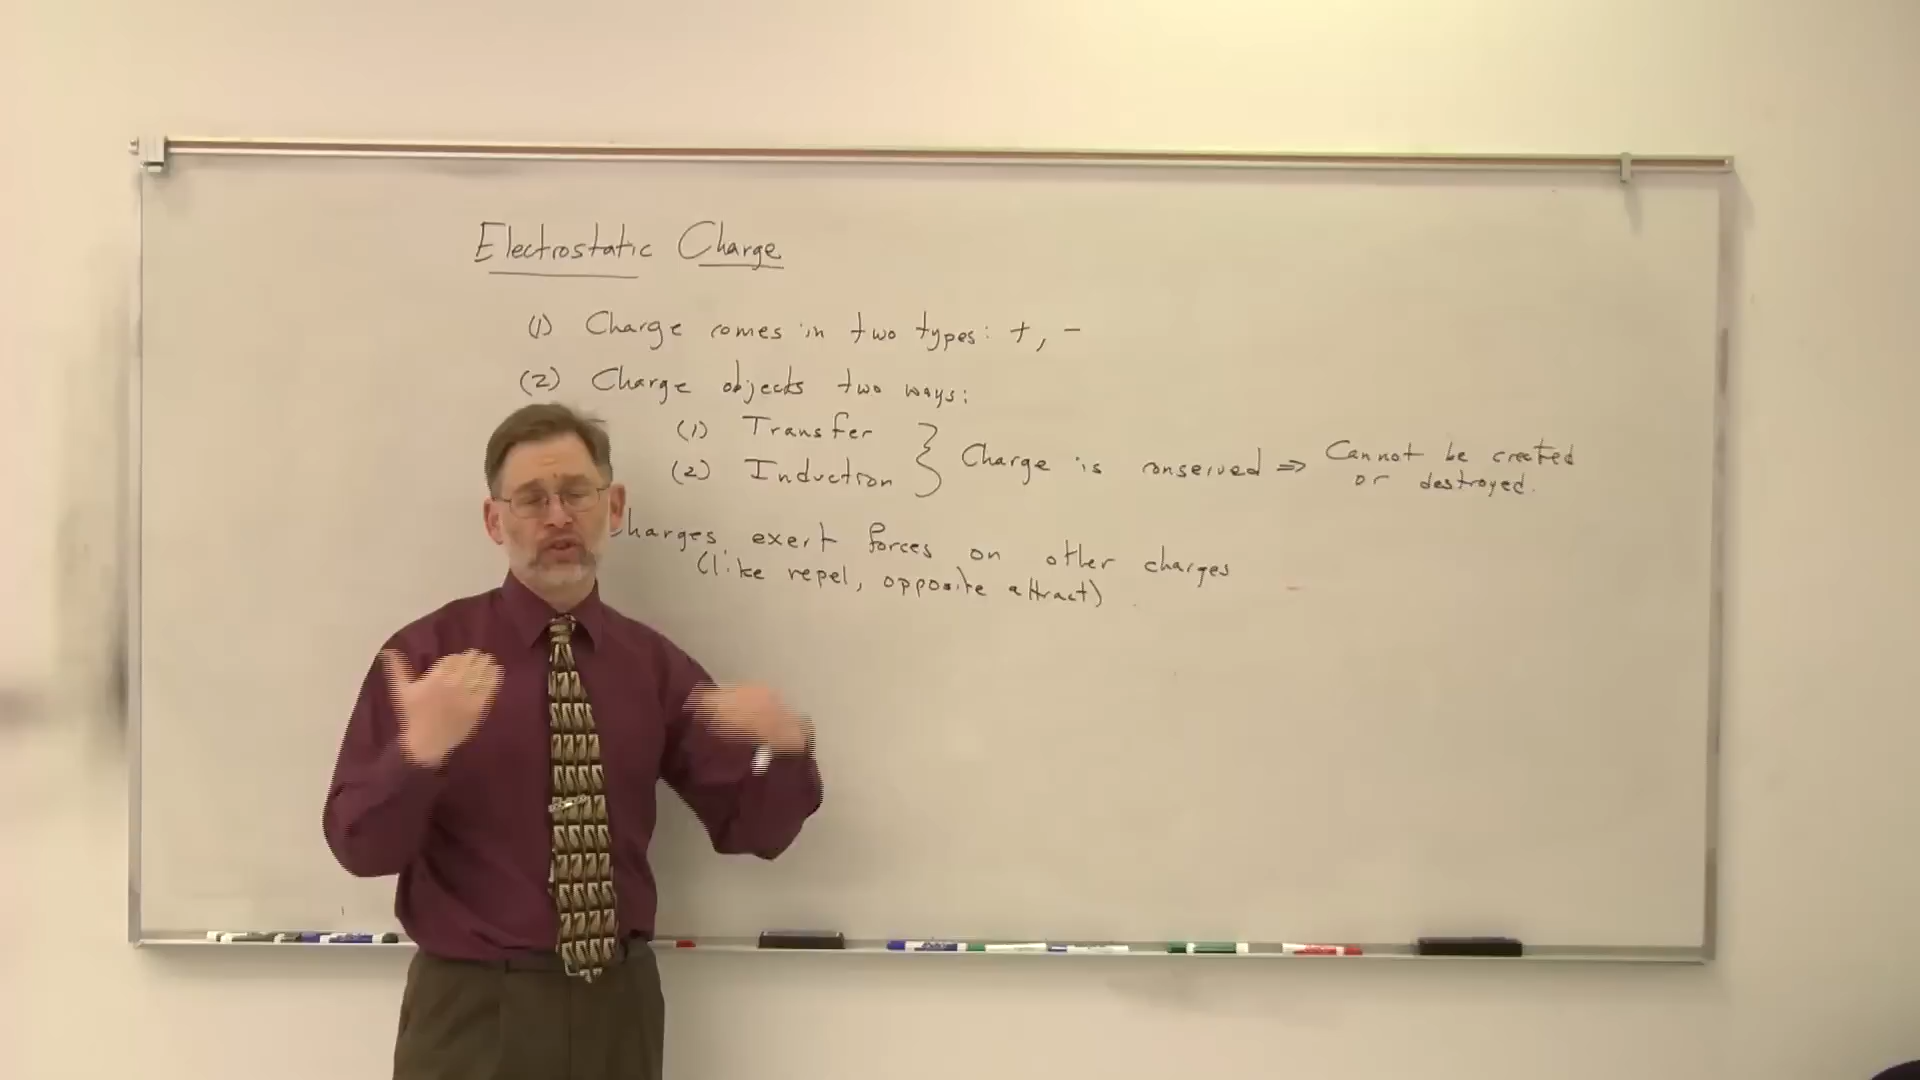 Electrostatic Charge
(1) Charge comes in two types: +, -
(2) Charge objects two ways:
(1) Transfer
(2) Induction } Charge is conserved ⇒ Cannot be created
or destroyed.
charges exert forces on other charges
(like repel, opposite attract)